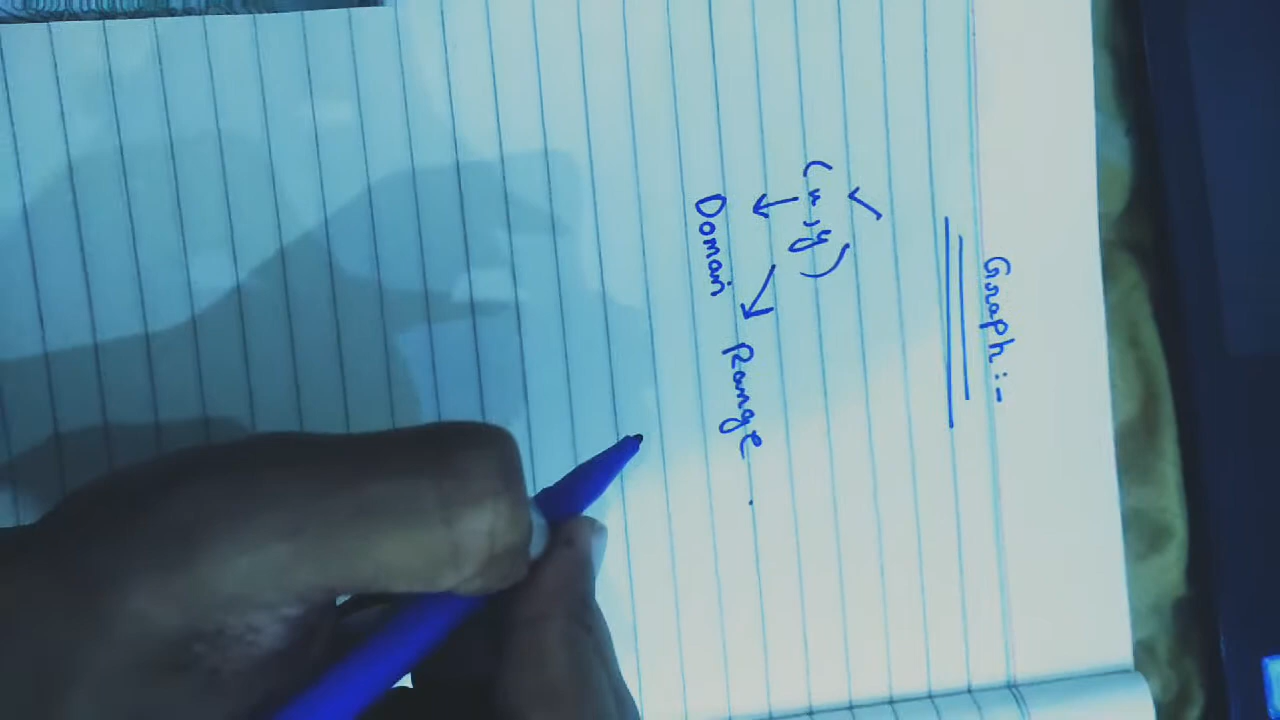 Graph :-
(x, y)
Domain Range